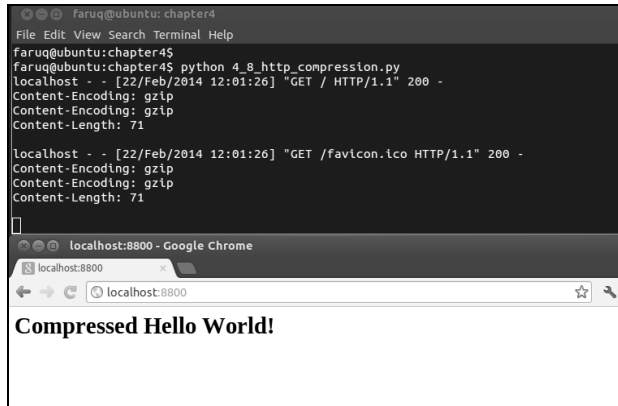 faruq@ubuntu: chapter4
File Edit View Search Terminal Help
faruq@ubuntu:chapter4$
faruq@ubuntu:chapter4$ python 4_8_http_compression.py
localhost - - [22/Feb/2014 12:01:26] "GET / HTTP/1.1" 200 -
Content-Encoding: gzip
Content-Encoding: gzip
Content-Length: 71
localhost - - [22/Feb/2014 12:01:26] "GET /favicon.ico HTTP/1.1" 200 -
Content-Encoding: gzip
Content-Encoding: gzip
Content-Length: 71
localhost:8800 - Google Chrome
localhost:8800
localhost:8800
Compressed Hello World!